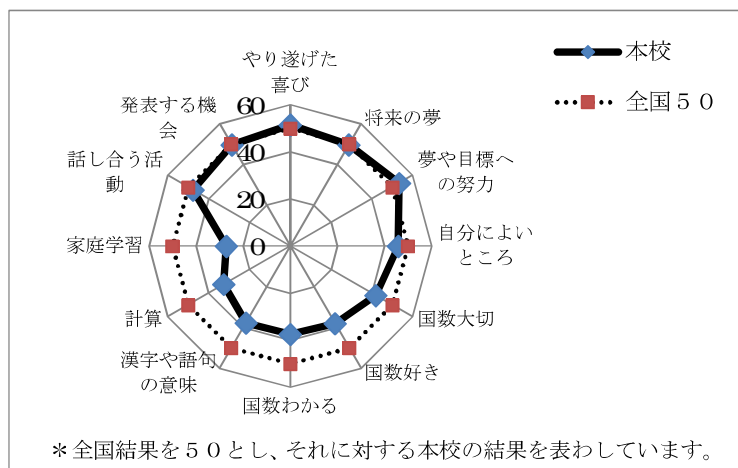 やり遂げた
喜び
本校
全国５０
発表する機
会
60
将来の夢
話し合う活
動
40
夢や目標へ
の努力
20
家庭学習
0
自分によい
ところ
計算
国数大切
漢字や語句
の意味
国数好き
国数わかる
＊全国結果を５０とし、それに対する本校の結果を表わしています。